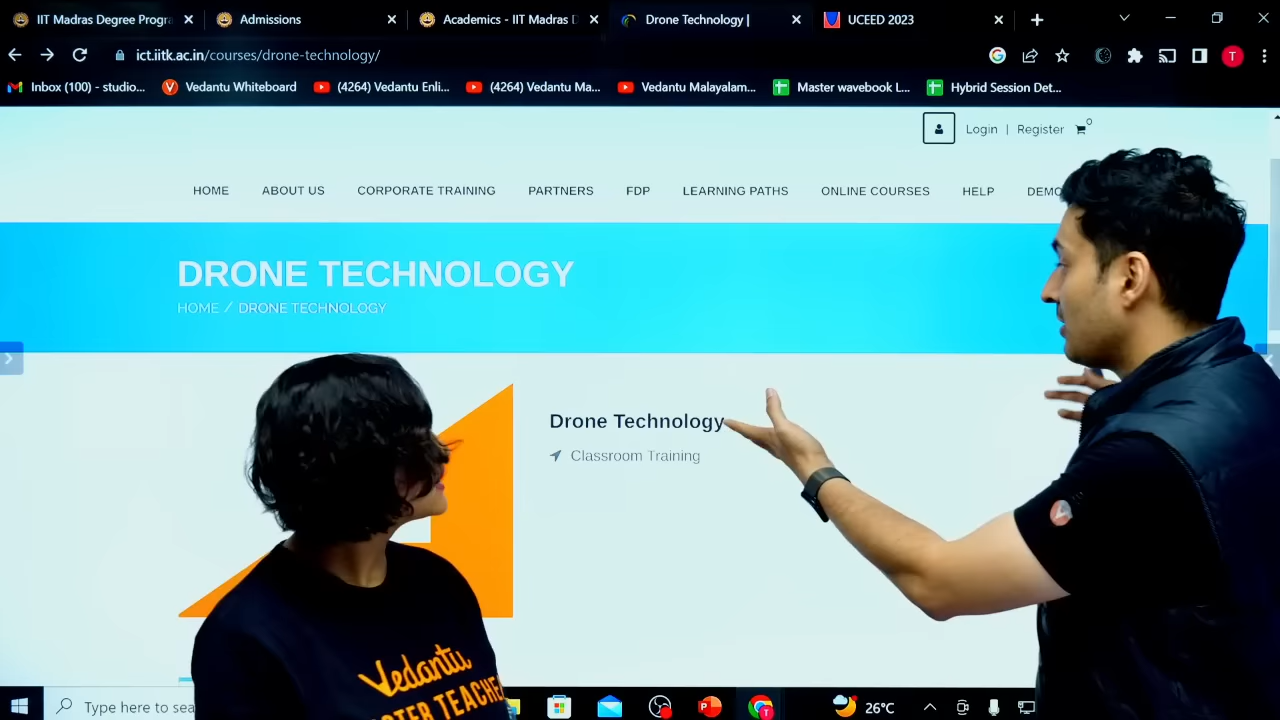 IIT Madras Degree Progra
Admissions
Academics - IIT Madras D
Drone Technology |
UCEED 2023
ict.iitk.ac.in/courses/drone-technology/
T
Inbox (100) - studio...
Vedantu Whiteboard
(4264) Vedantu Enli...
(4264) Vedantu Ma...
Vedantu Malayalam...
Master wavebook L...
Hybrid Session Det...
Login | Register 0
HOME
ABOUT US
CORPORATE TRAINING
PARTNERS
FDP
LEARNING PATHS
ONLINE COURSES
HELP
DEMO
DRONE TECHNOLOGY
HOME / DRONE TECHNOLOGY
Drone Technology
Classroom Training
Vedantu
MASTER TEACHE
Type here to sea
26°C